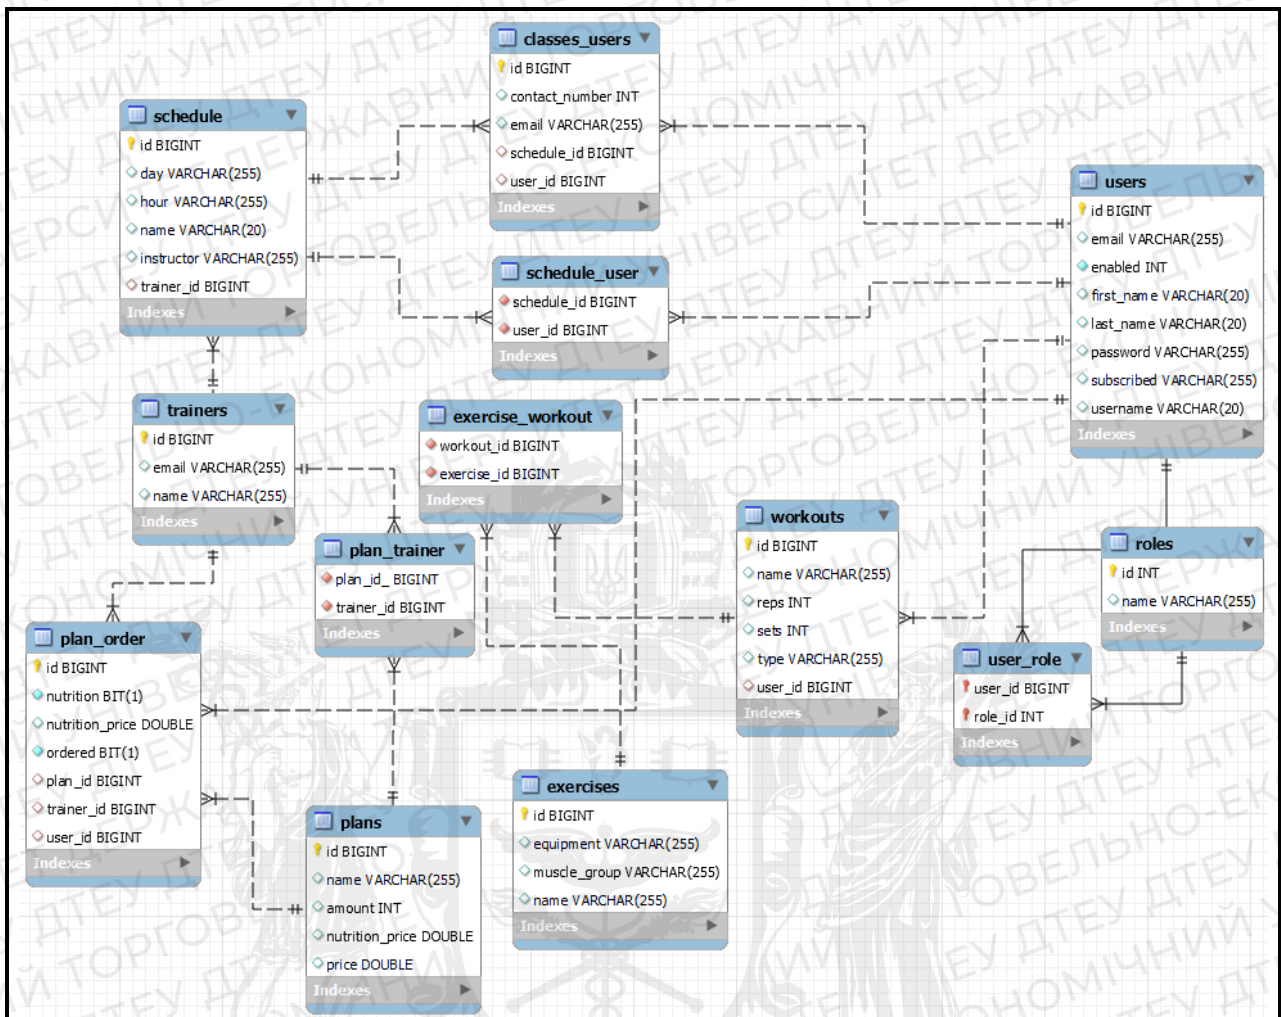 classes_users
id BIGINT
contact_number INT
email VARCHAR(255)
schedule_id BIGINT
user_id BIGINT
Indexes
schedule
id BIGINT
day VARCHAR(255)
hour VARCHAR(255)
name VARCHAR(20)
instructor VARCHAR(255)
trainer_id BIGINT
Indexes
users
id BIGINT
email VARCHAR(255)
enabled INT
first_name VARCHAR(20)
last_name VARCHAR(20)
password VARCHAR(255)
subscribed VARCHAR(255)
username VARCHAR(20)
Indexes
schedule_user
schedule_id BIGINT
user_id BIGINT
Indexes
trainers
id BIGINT
email VARCHAR(255)
name VARCHAR(255)
Indexes
exercise_workout
workout_id BIGINT
exercise_id BIGINT
Indexes
workouts
id BIGINT
name VARCHAR(255)
reps INT
sets INT
type VARCHAR(255)
user_id BIGINT
Indexes
roles
id INT
name VARCHAR(255)
Indexes
plan_trainer
plan_id_ BIGINT
trainer_id BIGINT
Indexes
plan_order
id BIGINT
nutrition BIT(1)
nutrition_price DOUBLE
ordered BIT(1)
plan_id BIGINT
trainer_id BIGINT
user_id BIGINT
Indexes
user_role
user_id BIGINT
role_id INT
Indexes
exercises
id BIGINT
equipment VARCHAR(255)
muscle_group VARCHAR(255)
name VARCHAR(255)
Indexes
plans
id BIGINT
name VARCHAR(255)
amount INT
nutrition_price DOUBLE
price DOUBLE
Indexes